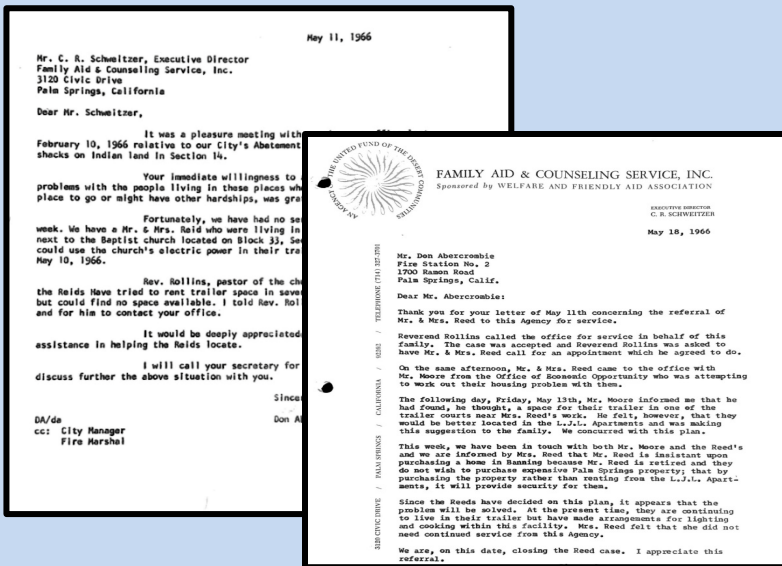 May 11, 1966
Mr. C. R. Schweitzer, Executive Director
Family Aid & Counseling Service, Inc.
3120 Civic Drive
Palm Springs, California
Dear Mr. Schweitzer,
It was a pleasure meeting with
February 10, 1966 relative to our City's Abatement
shacks on Indian land in Section 14.
Your immediate willingness to
problems with the people living in these places
place to go or might have other hardships, was
Fortunately, we have had no
week. We have a Mr. & Mrs. Reid who were living in
next to the Baptist church located on Block 33,
could use the church's electric power in their
May 10, 1966.
Rev. Rollins, pastor of the
the Reids have tried to rent trailer space in
but could find no space available. I told Rev.
and for him to contact your office.
It would be deeply appreciated
assistance in helping the Reids locate.
I will call your secretary for
discuss further the above situation with you.
Don
DA/de
cc: City Manager
Fire Marshal
AN AGENCY OF THE UNITED FUND OF THE DESERT COMMUNITIES
FAMILY AID & COUNSELING SERVICE, INC.
Sponsored by WELFARE AND FRIENDLY AID ASSOCIATION
EXECUTIVE DIRECTOR
C. R. SCHWEITZER
May 18, 1966
3120 CIVIC DRIVE / PALM SPRINGS / CALIFORNIA / 92262 / TELEPHONE (714) 327-3701
Mr. Don Abercrombie
Fire Station No. 2
1700 Ramon Road
Palm Springs, Calif.
Dear Mr. Abercrombie:
Thank you for your letter of May 11th concerning the referral of
Mr. & Mrs. Reed to this Agency for service.
Reverend Rollins called the office for service in behalf of this
family. The case was accepted and Reverend Rollins was asked to
have Mr. & Mrs. Reed call for an appointment which he agreed to do.
On the same afternoon, Mr. & Mrs. Reed came to the office with
Mr. Moore from the Office of Economic Opportunity who was attempting
to work out their housing problem with them.
The following day, Friday, May 13th, Mr. Moore informed me that he
had found, he thought, a space for their trailer in one of the
trailer courts near Mrs. Reed's work. He felt, however, that they
would be better located in the L.J.L. Apartments and was making
this suggestion to the family. We concurred with this plan.
This week, we have been in touch with both Mr. Moore and the Reed's
and we are informed by Mrs. Reed that Mr. Reed is insistant upon
purchasing a home in Banning because Mr. Reed is retired and they
do not wish to purchase expensive Palm Springs property; that by
purchasing the property rather than renting from the L.J.L. Apart-
ments, it will provide security for them.
Since the Reeds have decided on this plan, it appears that the
problem will be solved. At the present time, they are continuing
to live in their trailer but have made arrangements for lighting
and cooking within this facility. Mrs. Reed felt that she did not
need continued service from this Agency.
We are, on this date, closing the Reed case. I appreciate this
referral.